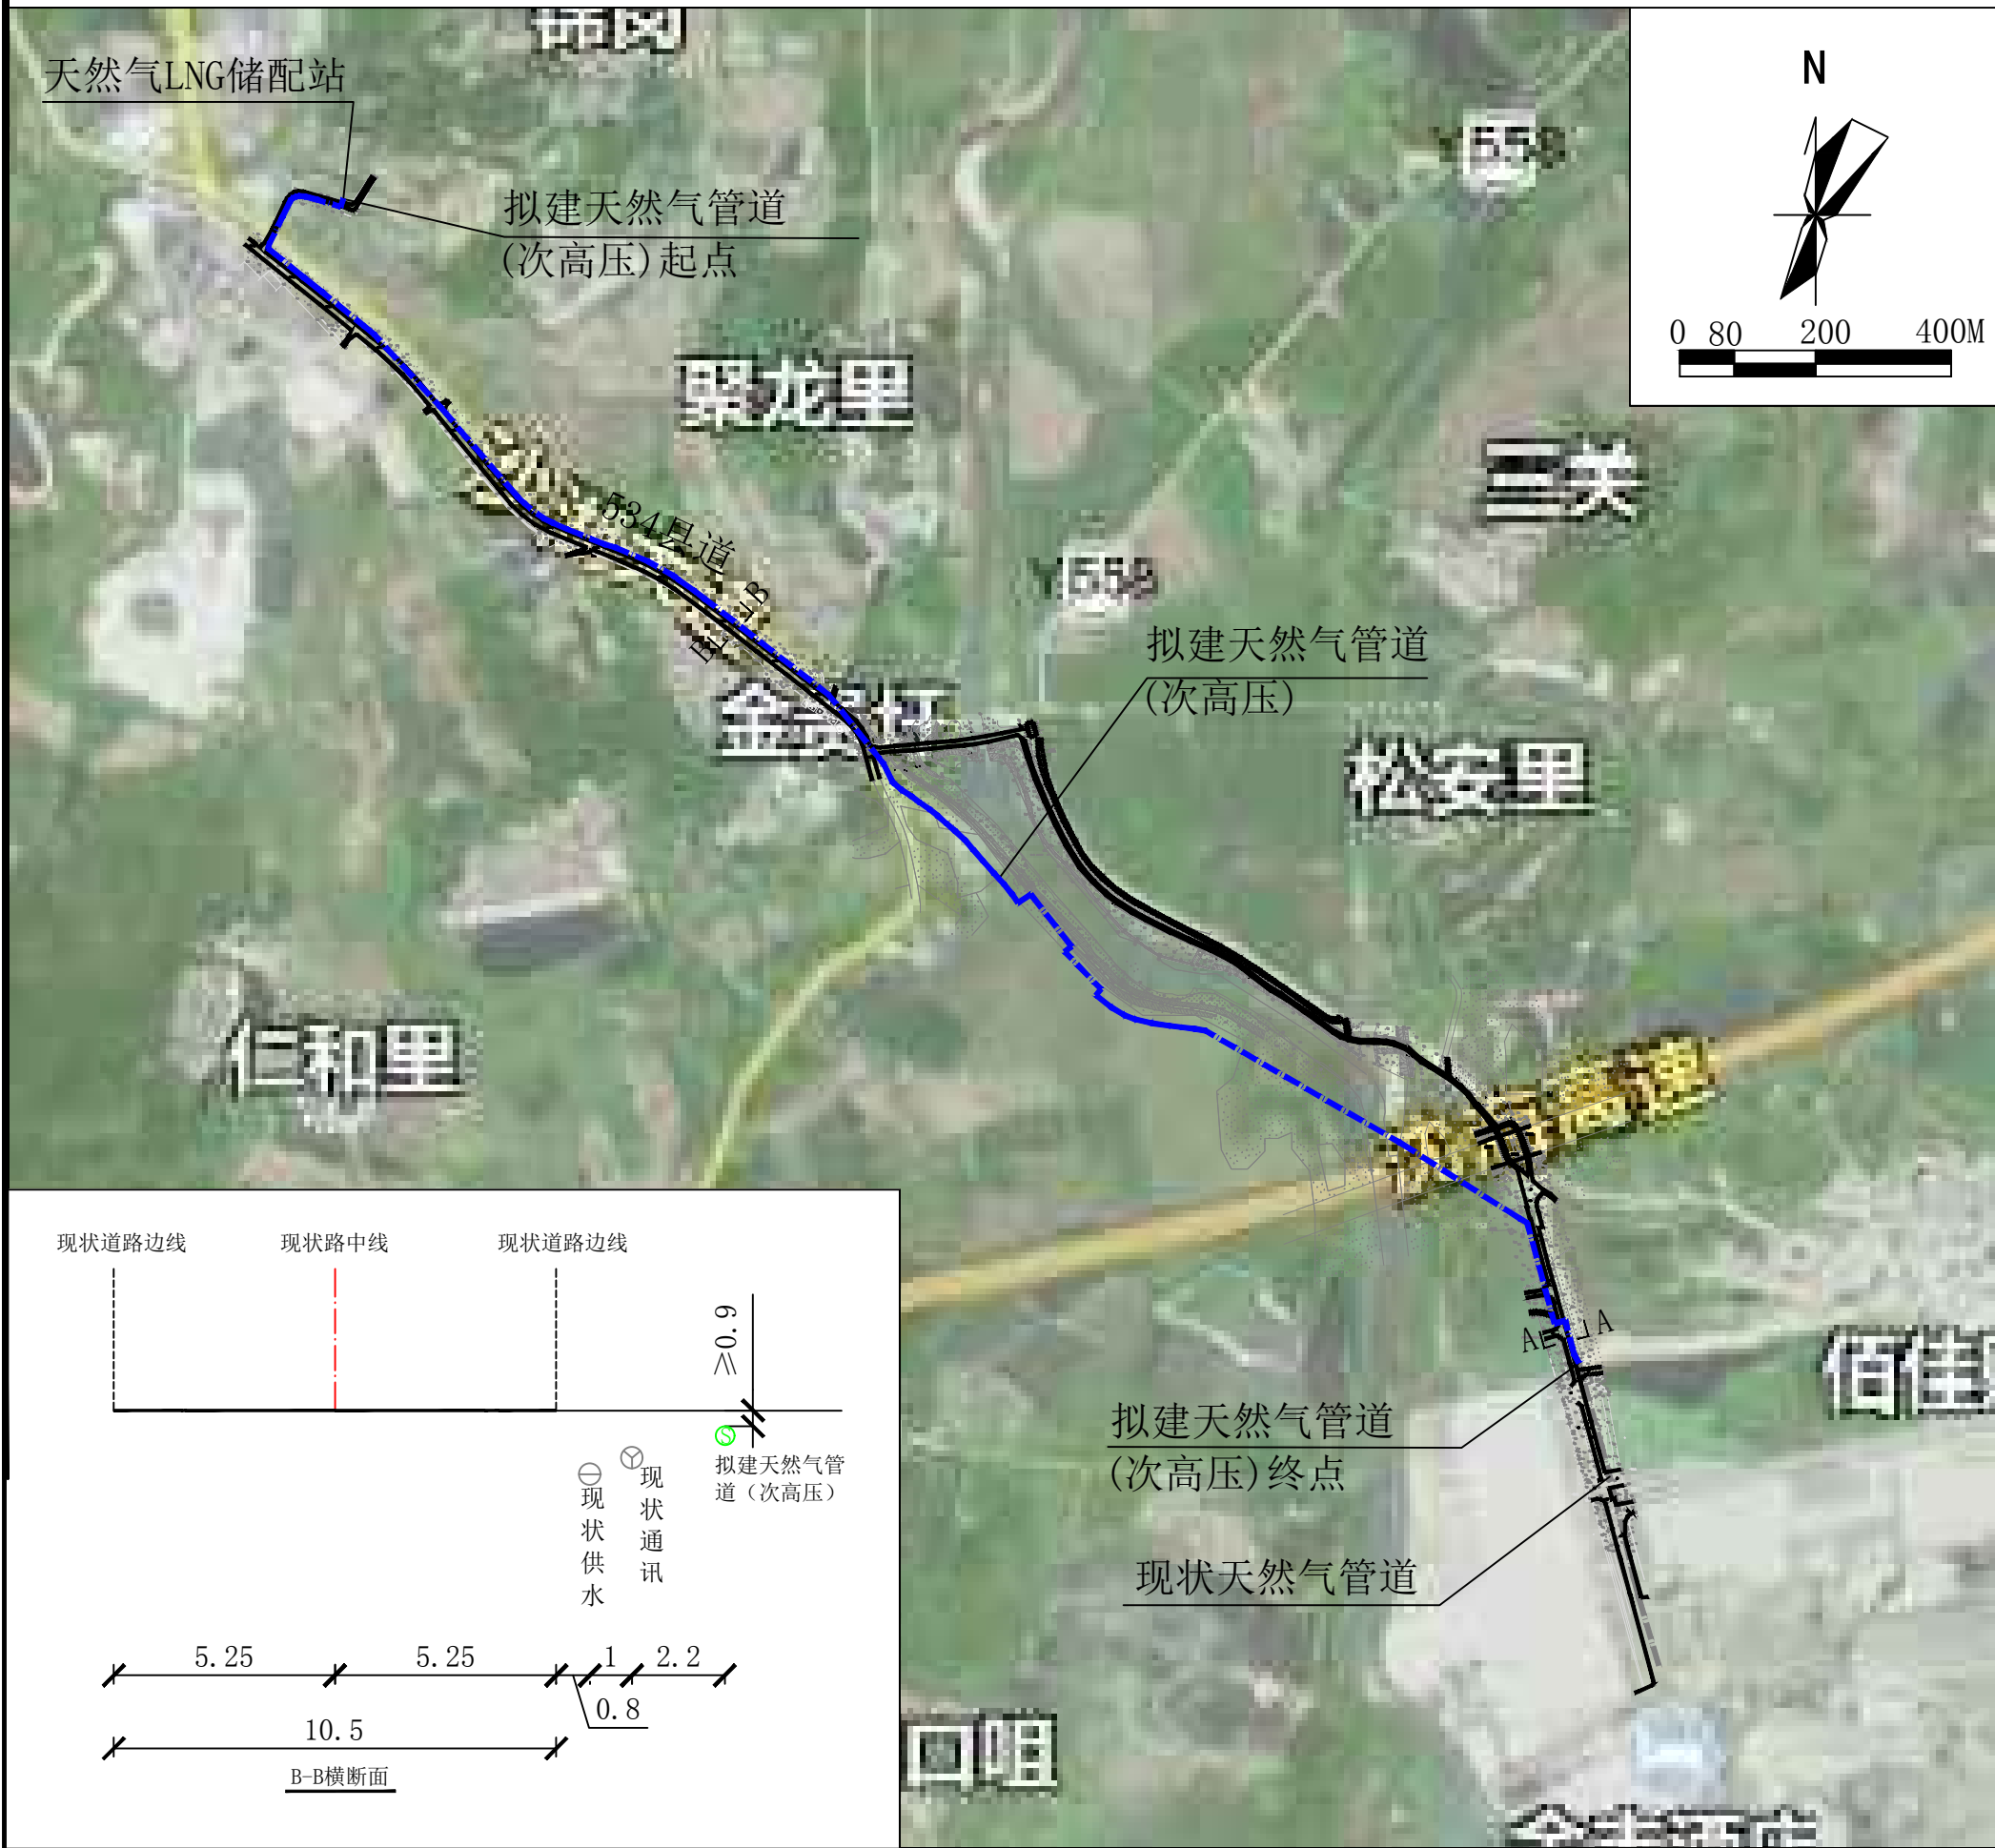 天然气LNG储配站
拟建天然气管道
(次高压)起点
N
0 80 200 400M
Y558
聚龙里
三关
534县道
B
B
Y558
拟建天然气管道
(次高压)
松安里
仁和里
A
A
佰佳
拟建天然气管道
(次高压)终点
现状天然气管道
现状道路边线
现状路中线
现状道路边线
≥0.9
S
拟建天然气管
道（次高压）
现状供水
现状通讯
5.25
5.25
1
2.2
0.8
10.5
B-B横断面